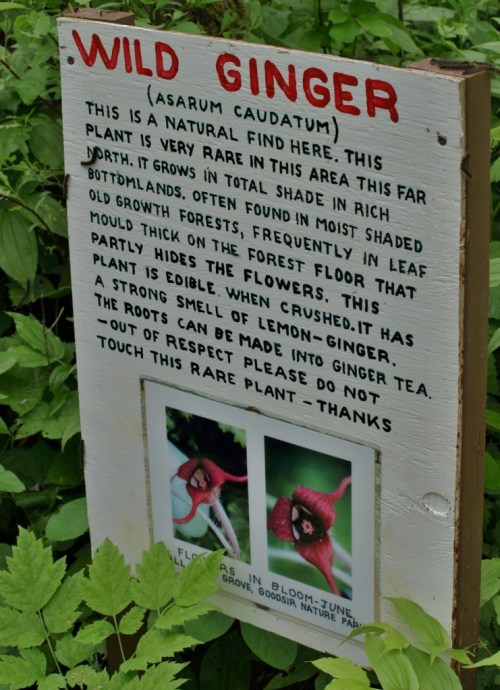 WILD GINGER
(ASARUM CAUDATUM)
THIS IS A NATURAL FIND HERE. THIS
PLANT IS VERY RARE IN THIS AREA THIS FAR
NORTH. IT GROWS IN TOTAL SHADE IN RICH
BOTTOMLANDS. OFTEN FOUND IN MOIST SHADED
OLD GROWTH FORESTS, FREQUENTLY IN LEAF
MOULD THICK ON THE FOREST FLOOR THAT
PARTLY HIDES THE FLOWERS. THIS
PLANT IS EDIBLE. WHEN CRUSHED.IT HAS
A STRONG SMELL OF LEMON-GINGER.
THE ROOTS CAN BE MADE INTO GINGER TEA.
-OUT OF RESPECT PLEASE DO NOT
TOUCH THIS RARE PLANT - THANKS
FLOWERS IN BLOOM-JUNE
GROVE, GOODSIR NATURE